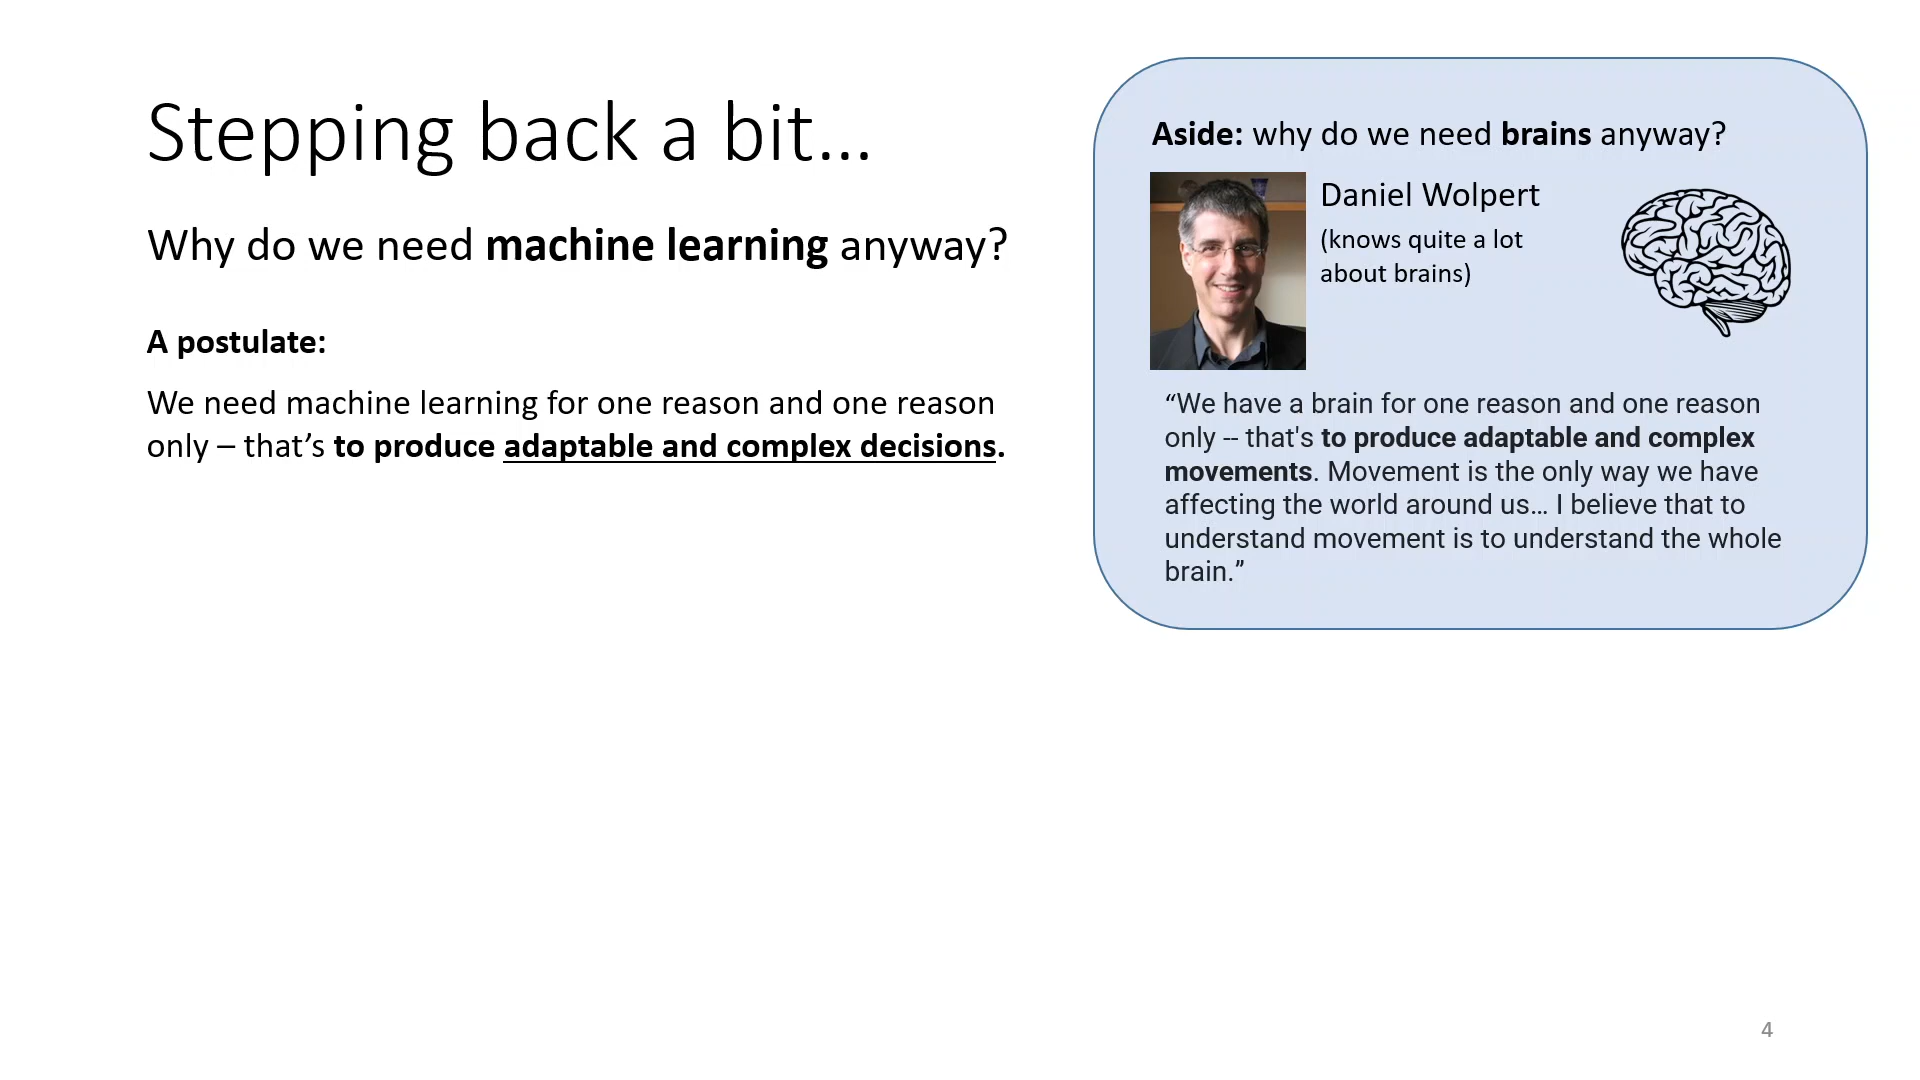 Stepping back a bit…
Why do we need machine learning anyway?
A postulate:
We need machine learning for one reason and one reason
only – that’s to produce adaptable and complex decisions.
Aside: why do we need brains anyway?
Daniel Wolpert
(knows quite a lot
about brains)
“We have a brain for one reason and one reason
only -- that's to produce adaptable and complex
movements. Movement is the only way we have
affecting the world around us… I believe that to
understand movement is to understand the whole
brain.”
4